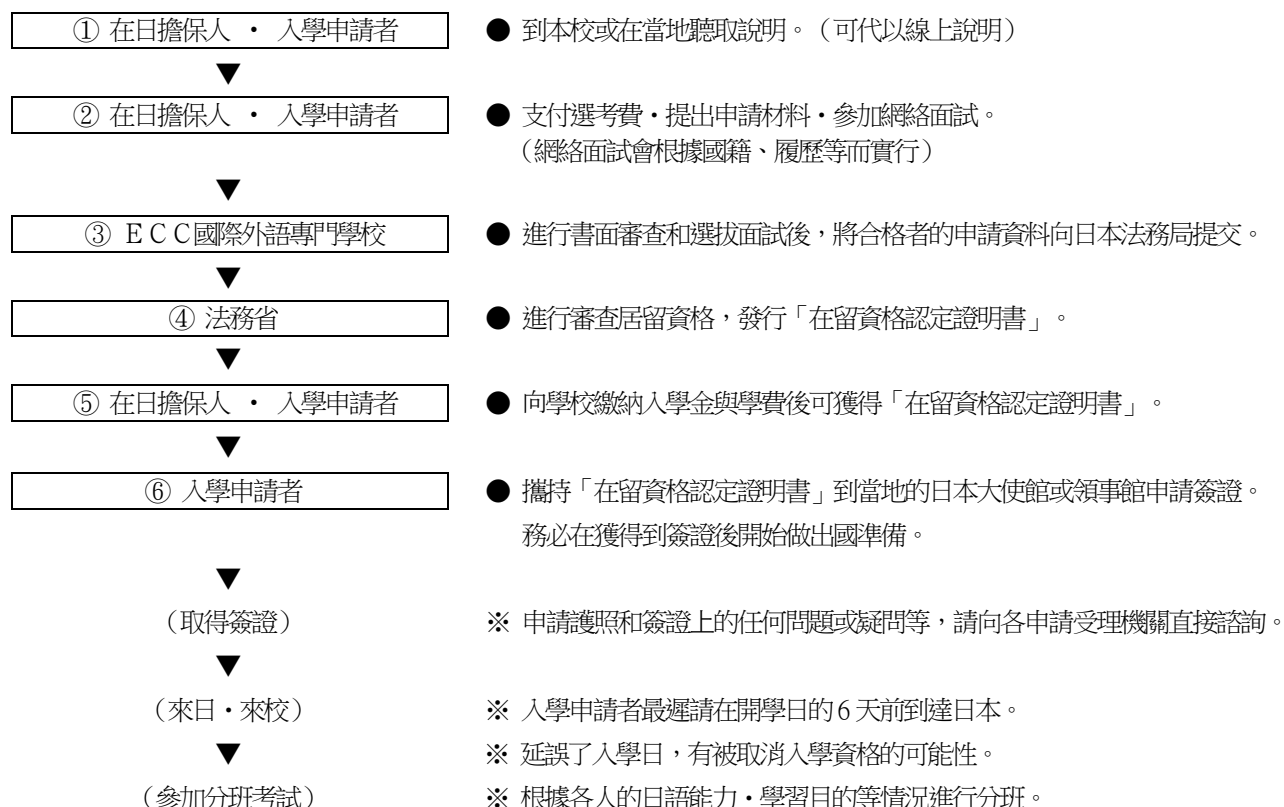 ① 在日擔保人 ・ 入學申請者
● 到本校或在當地聽取說明。（可代以線上說明）
▼
② 在日擔保人 ・ 入學申請者
● 支付選考費・提出申請材料・參加網絡面試。
（網絡面試會根據國籍、履歷等而實行）
▼
③ ＥＣＣ國際外語專門學校
● 進行書面審查和選拔面試後，將合格者的申請資料向日本法務局提交。
▼
④ 法務省
● 進行審查居留資格，發行「在留資格認定證明書」。
▼
⑤ 在日擔保人 ・ 入學申請者
● 向學校繳納入學金與學費後可獲得「在留資格認定證明書」。
▼
⑥ 入學申請者
● 攜持「在留資格認定證明書」到當地的日本大使館或領事館申請簽證。
務必在獲得到簽證後開始做出國準備。
▼
（取得簽證）
※ 申請護照和簽證上的任何問題或疑問等，請向各申請受理機關直接諮詢。
▼
（來日・來校）
※ 入學申請者最遲請在開學日的6天前到達日本。
▼
※ 延誤了入學日，有被取消入學資格的可能性。
（參加分班考試）
※ 根據各人的日語能力・學習目的等情況進行分班。